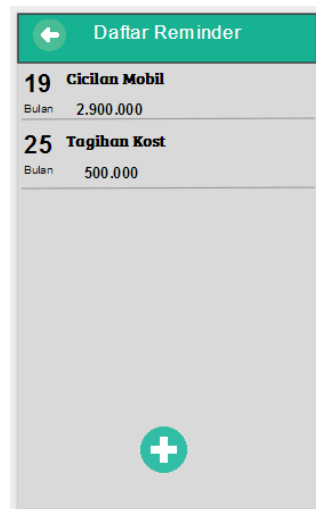 Daftar Reminder
19 Cicilan Mobil
Bulan 2.900.000
25 Tagihan Kost
Bulan 500.000